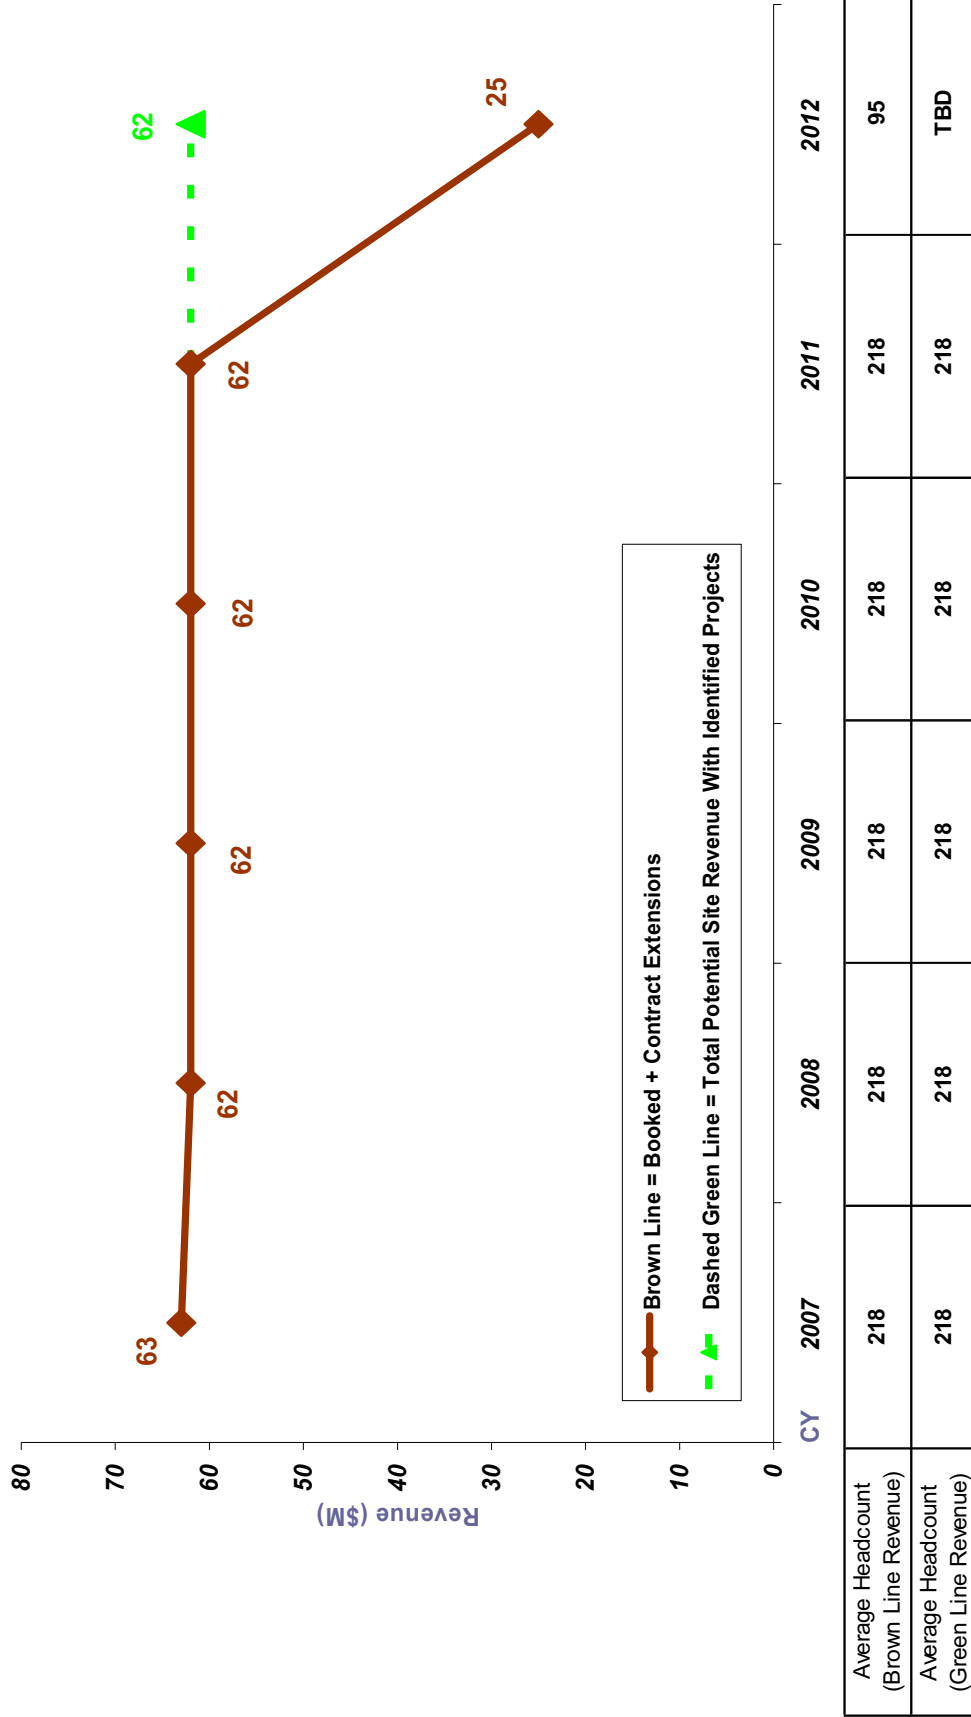 80
70
60
50
40
30
20
10
0
Revenue ($M)
63
62
62
62
62
25
62
Brown Line = Booked + Contract Extensions
Dashed Green Line = Total Potential Site Revenue With Identified Projects
CY 2007 2008 2009 2010 2011 2012
Average Headcount
(Brown Line Revenue) 218 218 218 218 218 95
Average Headcount
(Green Line Revenue) 218 218 218 218 218 TBD